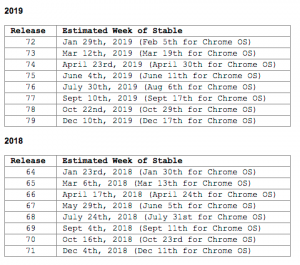 2019
Release Estimated Week of Stable
72 Jan 29th, 2019 (Feb 5th for Chrome OS)
73 Mar 12th, 2019 (Mar 19th for Chrome OS)
74 April 23rd, 2019 (April 30th for Chrome OS)
75 June 4th, 2019 (June 11th for Chrome OS)
76 July 30th, 2019 (Aug 6th for Chrome OS)
77 Sept 10th, 2019 (Sept 17th for Chrome OS)
78 Oct 22nd, 2019 (Oct 29th for Chrome OS)
79 Dec 10th, 2019 (Dec 17th for Chrome OS)
2018
Release Estimated Week of Stable
64 Jan 23rd, 2018 (Jan 30th for Chrome OS)
65 Mar 6th, 2018 (Mar 13th for Chrome OS)
66 April 17th, 2018 (April 24th for Chrome OS)
67 May 29th, 2018 (June 5th for Chrome OS)
68 July 24th, 2018 (July 31st for Chrome OS)
69 Sept 4th, 2018 (Sept 11th for Chrome OS)
70 Oct 16th, 2018 (Oct 23rd for Chrome OS)
71 Dec 4th, 2018 (Dec 11th for Chrome OS)